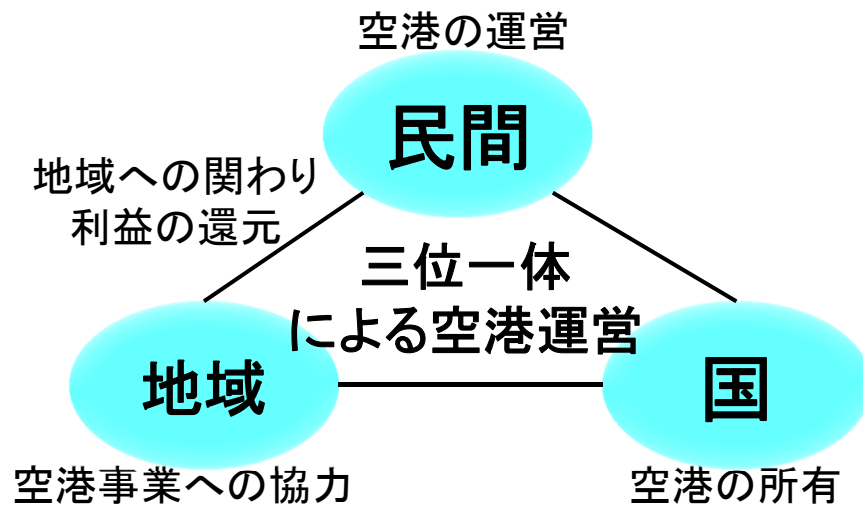 空港の運営
民間
地域への関わり
利益の還元
三位一体
による空港運営
地域
国
空港事業への協力
空港の所有